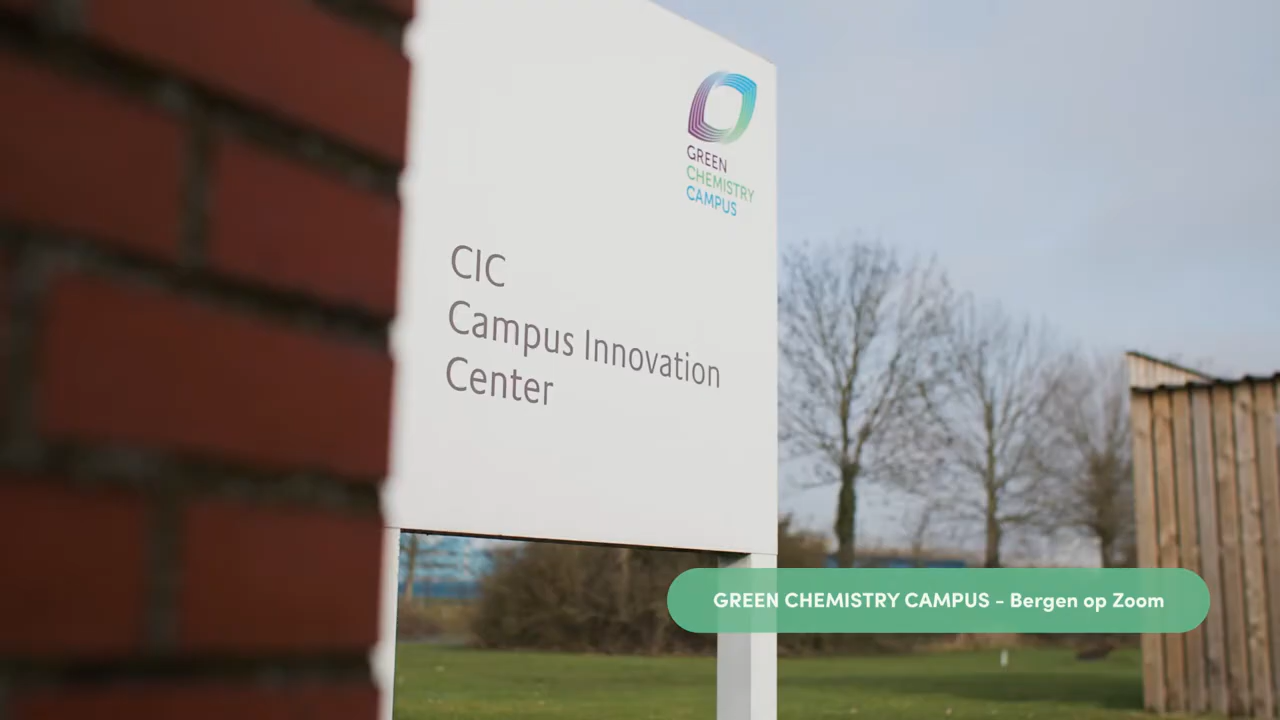 GREEN
CHEMISTRY
CAMPUS
CIC
Campus Innovation
Center
GREEN CHEMISTRY CAMPUS - Bergen op Zoom